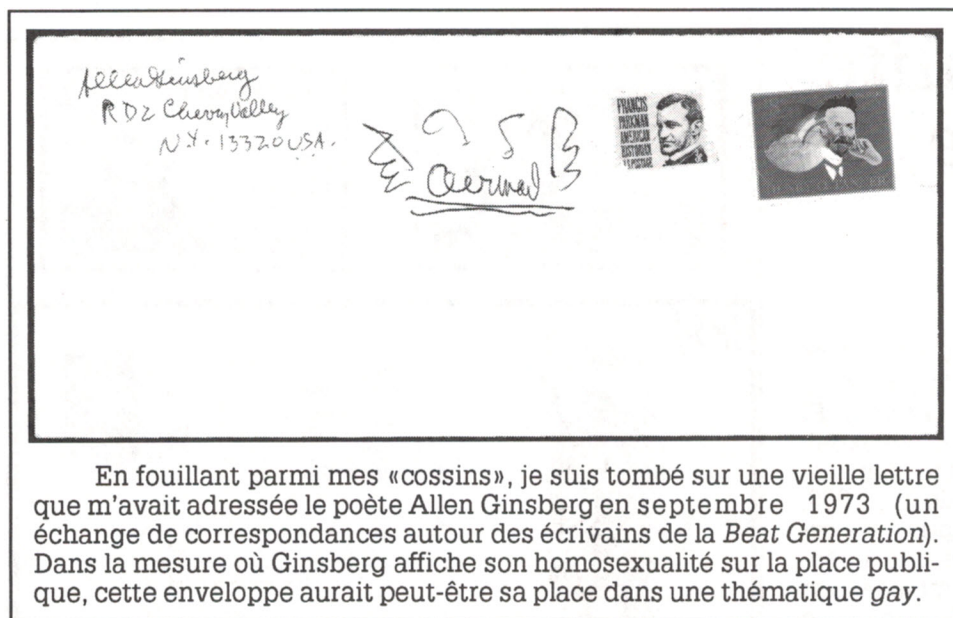 Allen Ginsberg
RD2 Cherry Valley
N.Y. 13320 USA.
FRANCIS
PARKMAN
AMERICAN
HISTORIAN
En fouillant parmi mes «cossins», je suis tombé sur une vieille lettre
que m'avait adressée le poète Allen Ginsberg en septembre 1973 (un
échange de correspondances autour des écrivains de la Beat Generation).
Dans la mesure où Ginsberg affiche son homosexualité sur la place publi-
que, cette enveloppe aurait peut-être sa place dans une thématique gay.